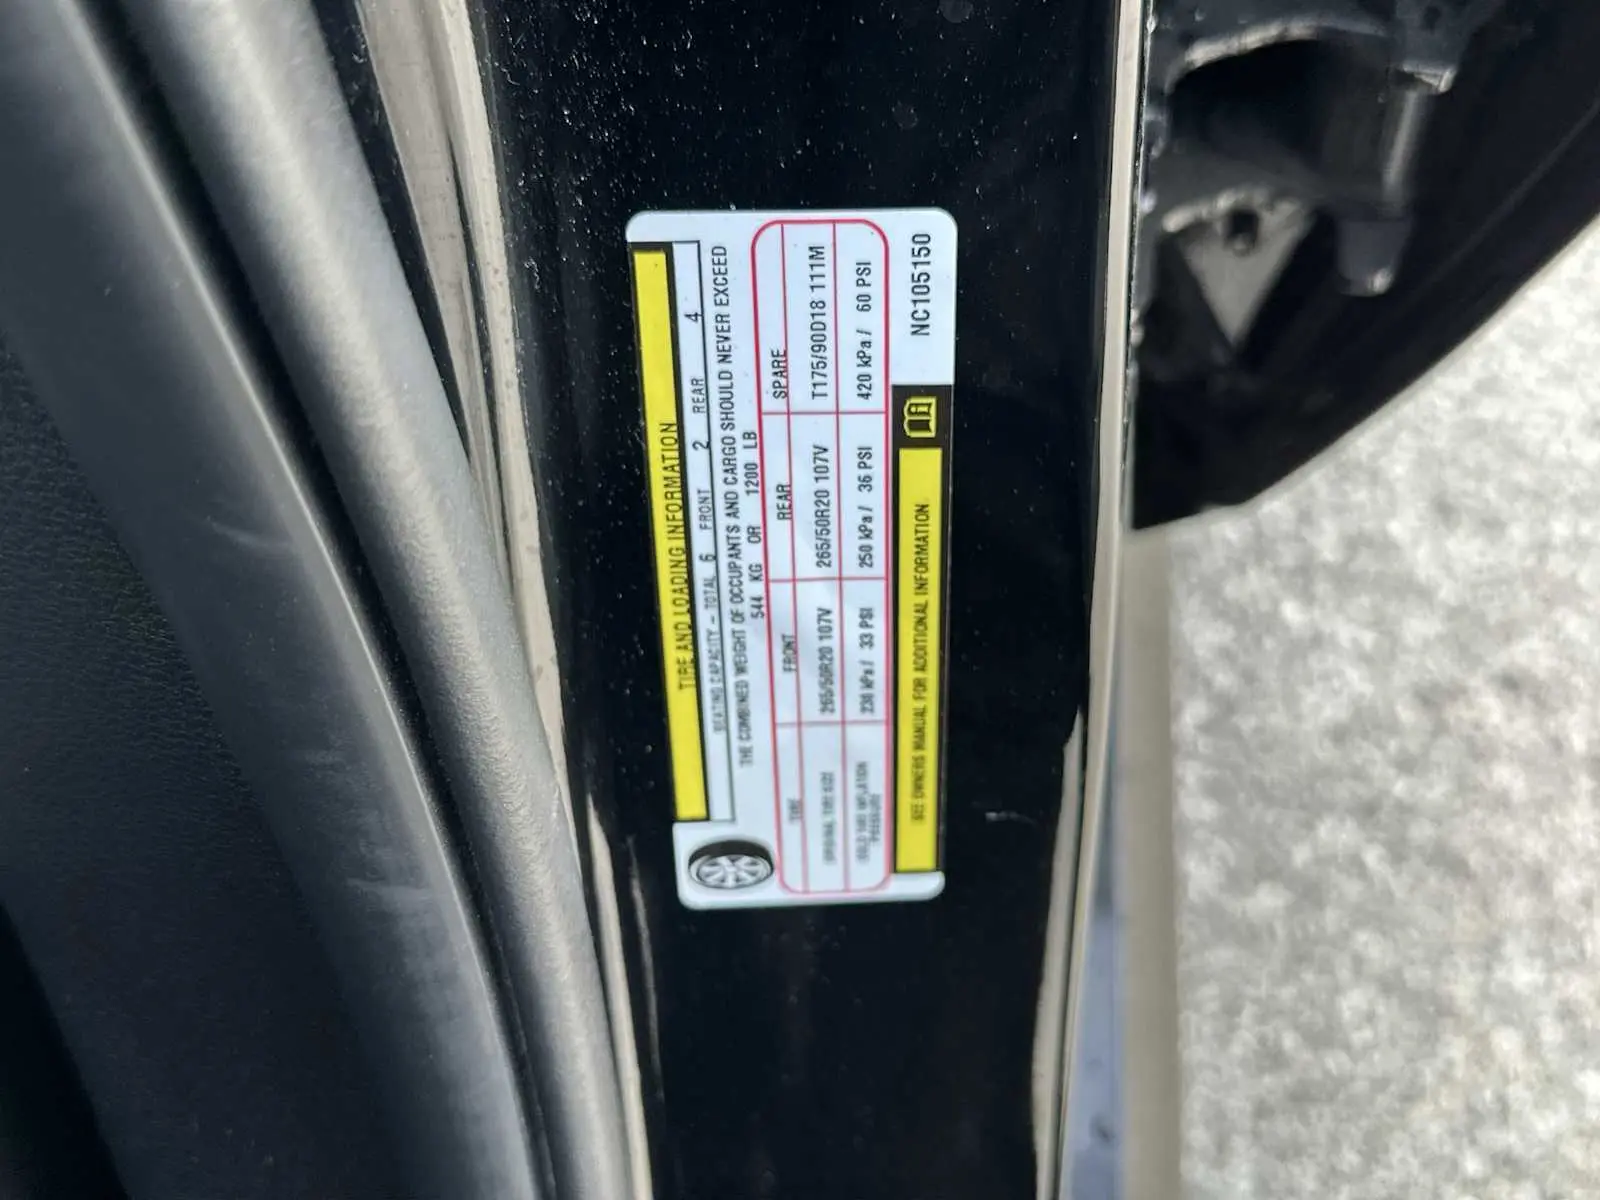 TIRE AND LOADING INFORMATION
SEATING CAPACITY – TOTAL 6 FRONT 2 REAR 4
THE COMBINED WEIGHT OF OCCUPANTS AND CARGO SHOULD NEVER EXCEED
544 KG OR 1200 LB
TIRE FRONT REAR SPARE
ORIGINAL TIRE SIZE 265/50R20 107V 265/50R20 107V T175/90D18 111M
COLD TIRE INFLATION PRESSURE 230 kPa / 33 PSI 250 kPa / 36 PSI 420 kPa / 60 PSI
SEE OWNERS MANUAL FOR ADDITIONAL INFORMATION
NC105150